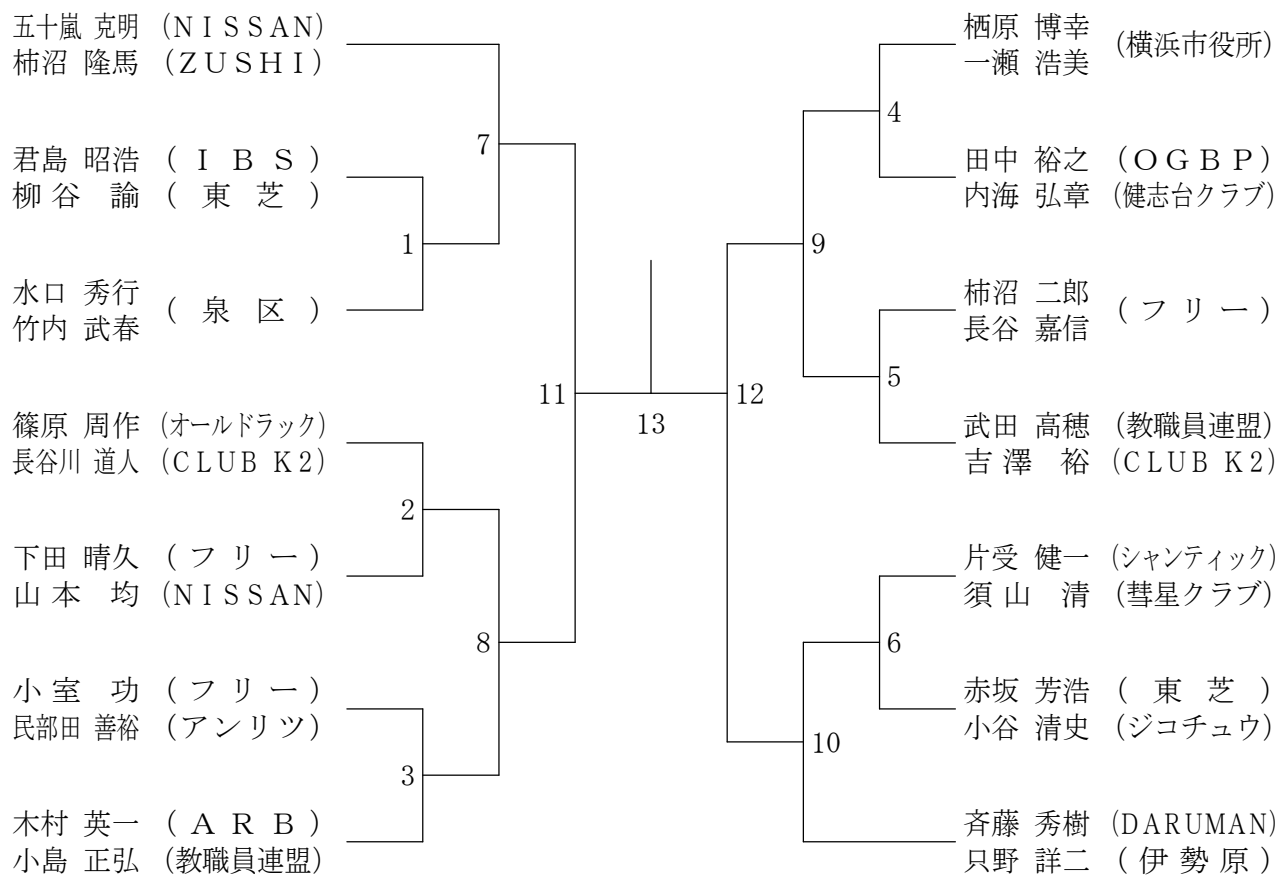 五十嵐 克明 (NISSAN)
柿沼 隆馬 (ZUSHI)
君島 昭浩 (IBS)
柳谷 諭 (東芝)
水口 秀行
竹内 武春
(泉区)
篠原 周作 (オールドラック)
長谷川 道人 (CLUB K2)
下田 晴久 (フリー)
山本 均 (NISSAN)
小室 功 (フリー)
民部田 善裕 (アンリツ)
木村 英一 (ARB)
小島 正弘 (教職員連盟)
7
1
2
8
3
11
13
12
9
4
5
6
10
栖原 博幸
一瀬 浩美
(横浜市役所)
田中 裕之 (OGBP)
内海 弘章 (健志台クラブ)
柿沼 二郎
長谷 嘉信
(フリー)
武田 高穂 (教職員連盟)
吉澤 裕 (CLUB K2)
片受 健一 (シャンティック)
須山 清 (彗星クラブ)
赤坂 芳浩 (東芝)
小谷 清史 (ジコチュウ)
斉藤 秀樹 (DARUMAN)
只野 詳二 (伊勢原)